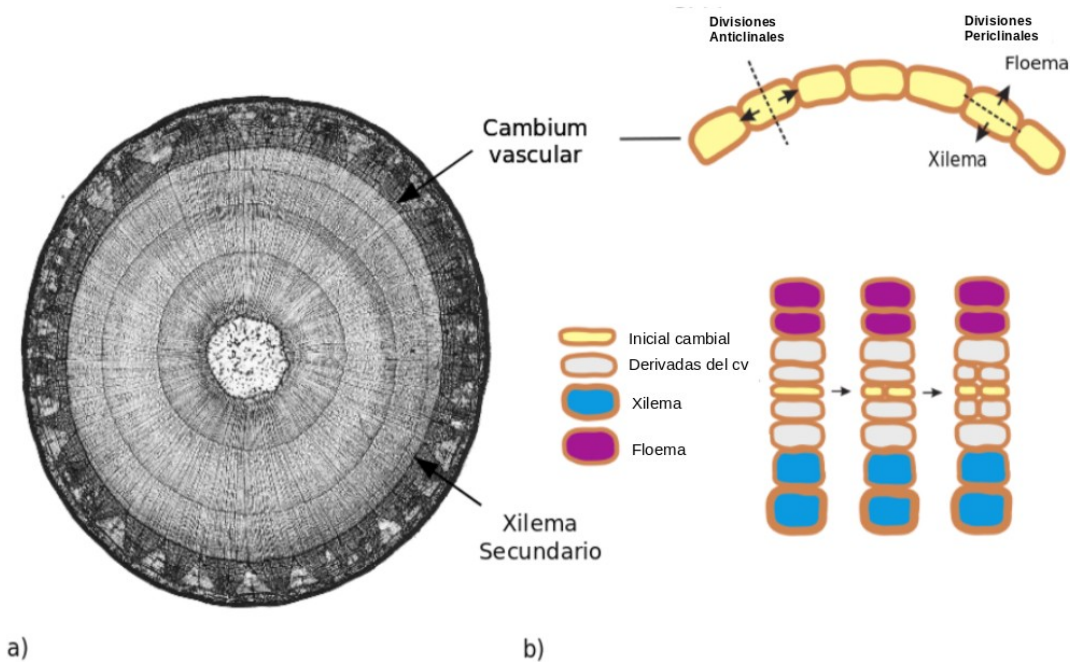 Divisiones
Anticlinales
Divisiones
Periclinales
Floema
Cambium
vascular
Xilema
Inicial cambial
Derivadas del cv
Xilema
Floema
Xilema
Secundario
a)
b)